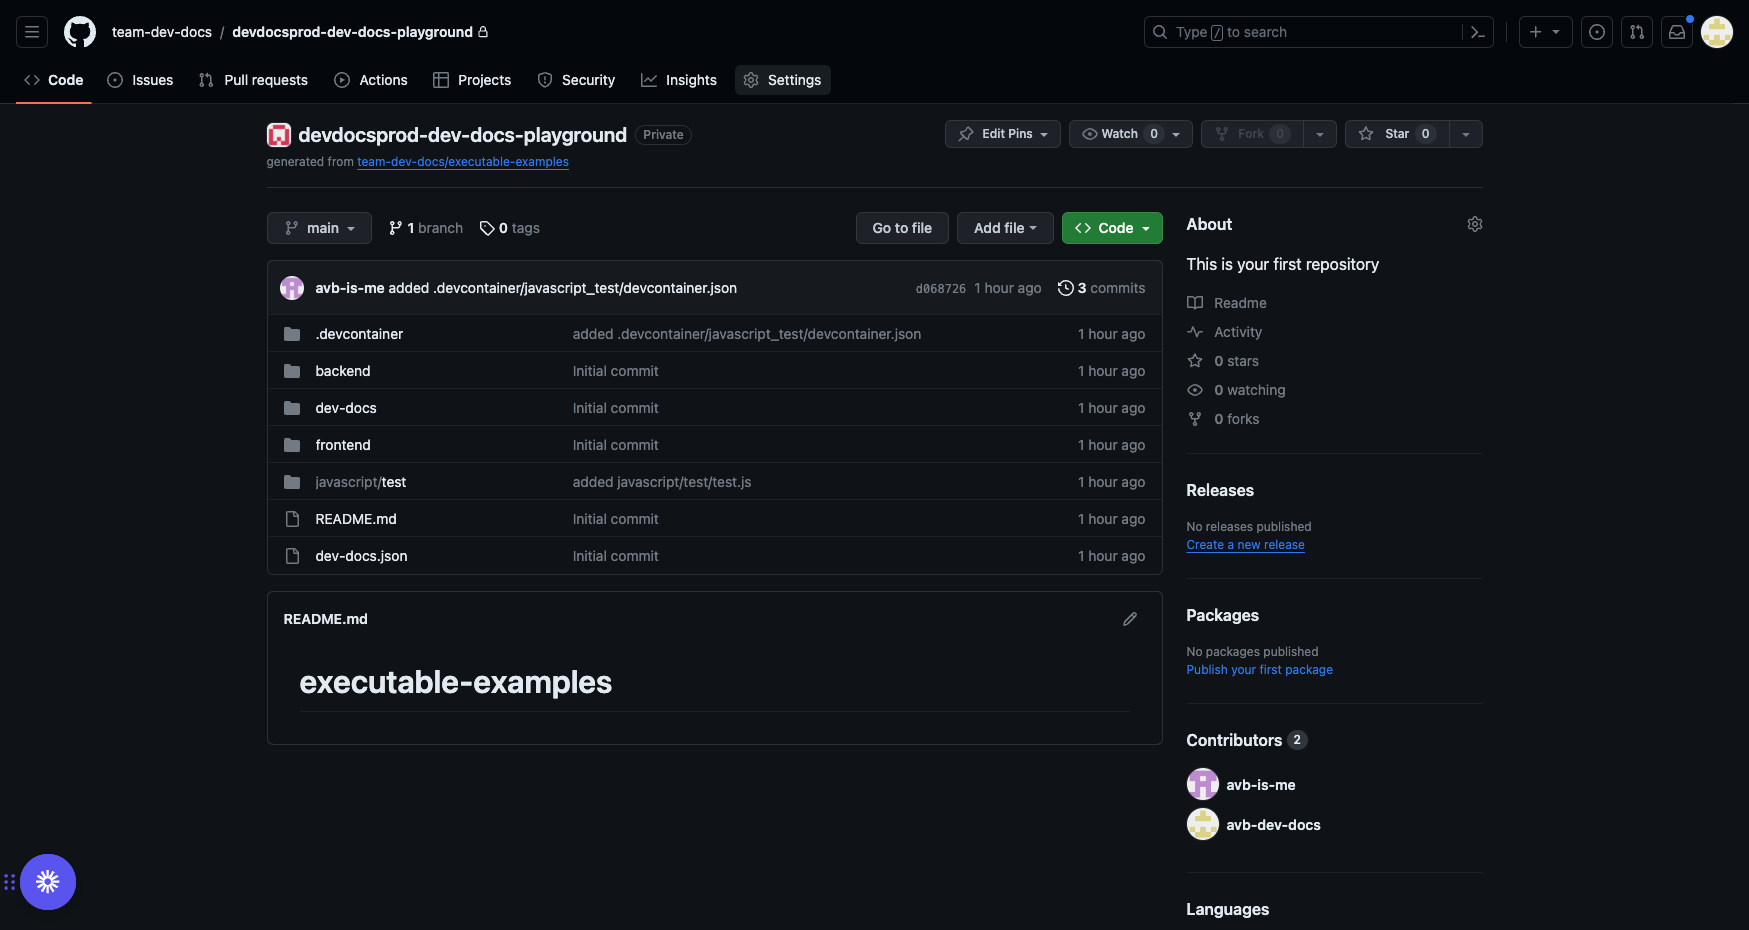 team-dev-docs / devdocsprod-dev-docs-playground
Type / to search
Code Issues Pull requests Actions Projects Security Insights Settings
devdocsprod-dev-docs-playground Private
Edit Pins Watch 0 Fork 0 Star 0
generated from team-dev-docs/executable-examples
main 1 branch 0 tags Go to file Add file Code
avb-is-me added .devcontainer/javascript_test/devcontainer.json d068726 1 hour ago 3 commits
.devcontainer added .devcontainer/javascript_test/devcontainer.json 1 hour ago
backend Initial commit 1 hour ago
dev-docs Initial commit 1 hour ago
frontend Initial commit 1 hour ago
javascript/test added javascript/test/test.js 1 hour ago
README.md Initial commit 1 hour ago
dev-docs.json Initial commit 1 hour ago
README.md
executable-examples
About
This is your first repository
Readme
Activity
0 stars
0 watching
0 forks
Releases
No releases published
Create a new release
Packages
No packages published
Publish your first package
Contributors 2
avb-is-me
avb-dev-docs
Languages